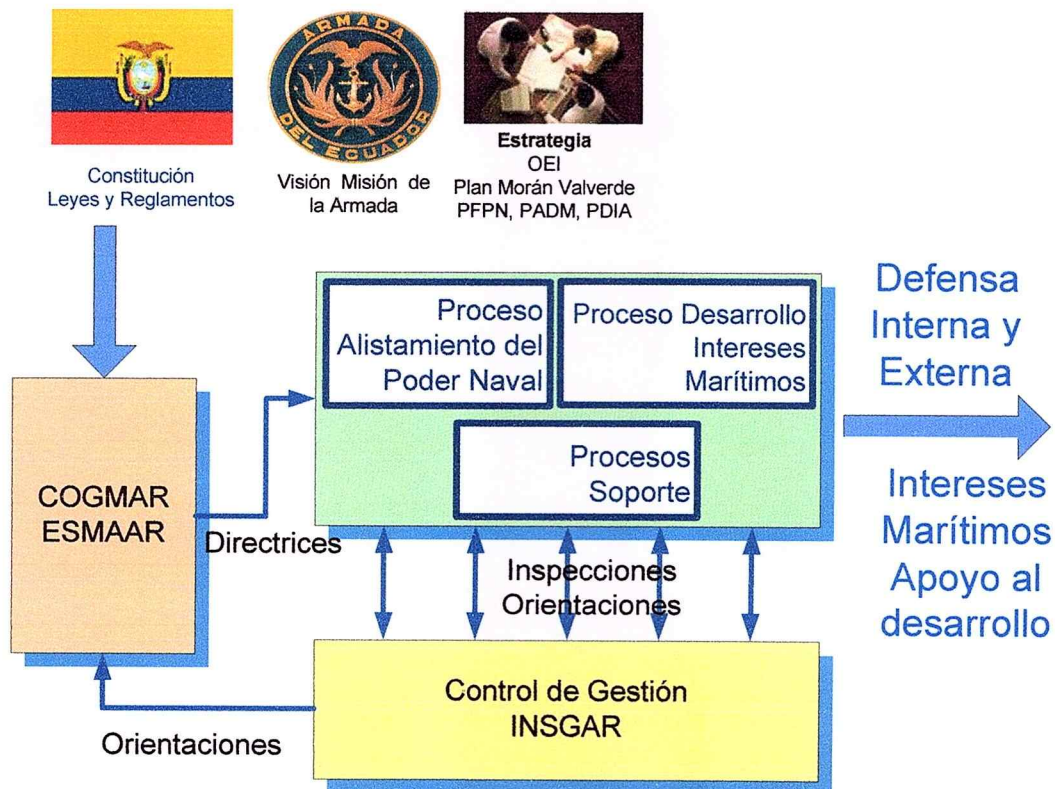 ARMADA
DEL ECUADOR
Constitución
Leyes y Reglamentos
Visión Misión de
la Armada
Estrategia
OEI
Plan Morán Valverde
PFPN, PADM, PDIA
Proceso
Alistamiento del
Poder Naval
Proceso Desarrollo
Intereses
Marítimos
Procesos
Soporte
Defensa
Interna y
Externa
Intereses
Marítimos
Apoyo al
desarrollo
COGMAR
ESMAAR
Directrices
Inspecciones
Orientaciones
Control de Gestión
INSGAR
Orientaciones